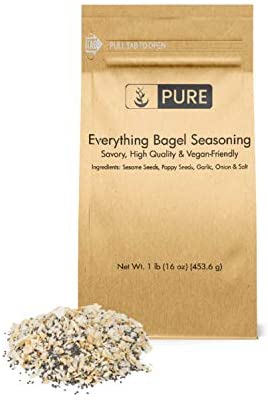 PULL TAB TO OPEN
PURE
Everything Bagel Seasoning
Savory, High Quality & Vegan-Friendly
Ingredients: Sesame Seeds, Poppy Seeds, Garlic, Onion & Salt
Net Wt. 1 lb (16 oz) (453.6 g)